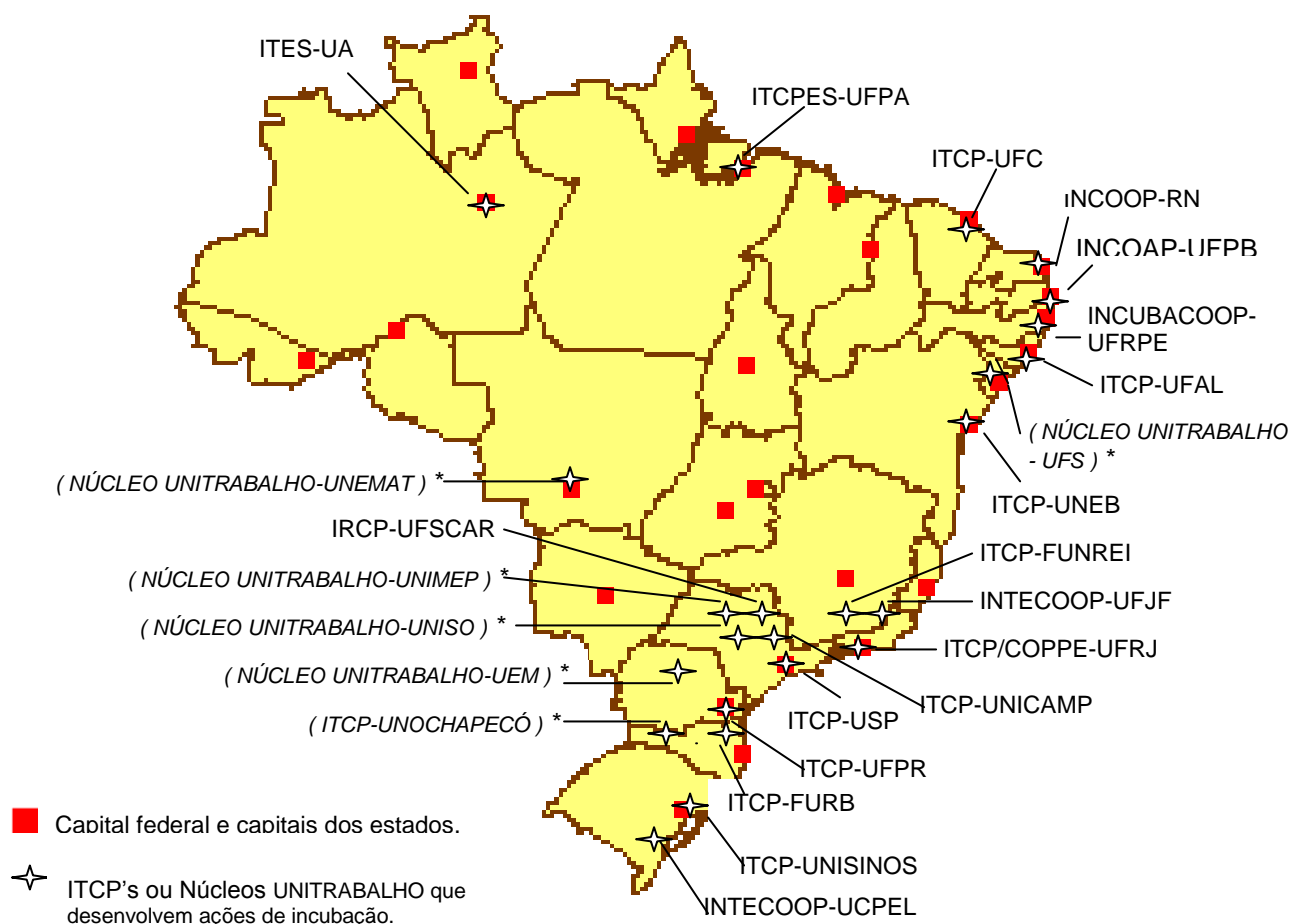 ITES-UA
ITCPES-UFPA
ITCP-UFC
INCOOP-RN
INCOAP-UFPB
INCUBACOOP-
UFRPE
ITCP-UFAL
( NÚCLEO UNITRABALHO
- UFS ) *
ITCP-UNEB
( NÚCLEO UNITRABALHO-UNEMAT ) *
IRCP-UFSCAR
ITCP-FUNREI
( NÚCLEO UNITRABALHO-UNIMEP ) *
INTECOOP-UFJF
( NÚCLEO UNITRABALHO-UNISO ) *
ITCP/COPPE-UFRJ
( NÚCLEO UNITRABALHO-UEM ) *
ITCP-UNICAMP
ITCP-USP
( ITCP-UNOCHAPECÓ ) *
ITCP-UFPR
ITCP-FURB
Capital federal e capitais dos estados.
ITCP-UNISINOS
ITCP's ou Núcleos UNITRABALHO que
desenvolvem ações de incubação.
INTECOOP-UCPEL